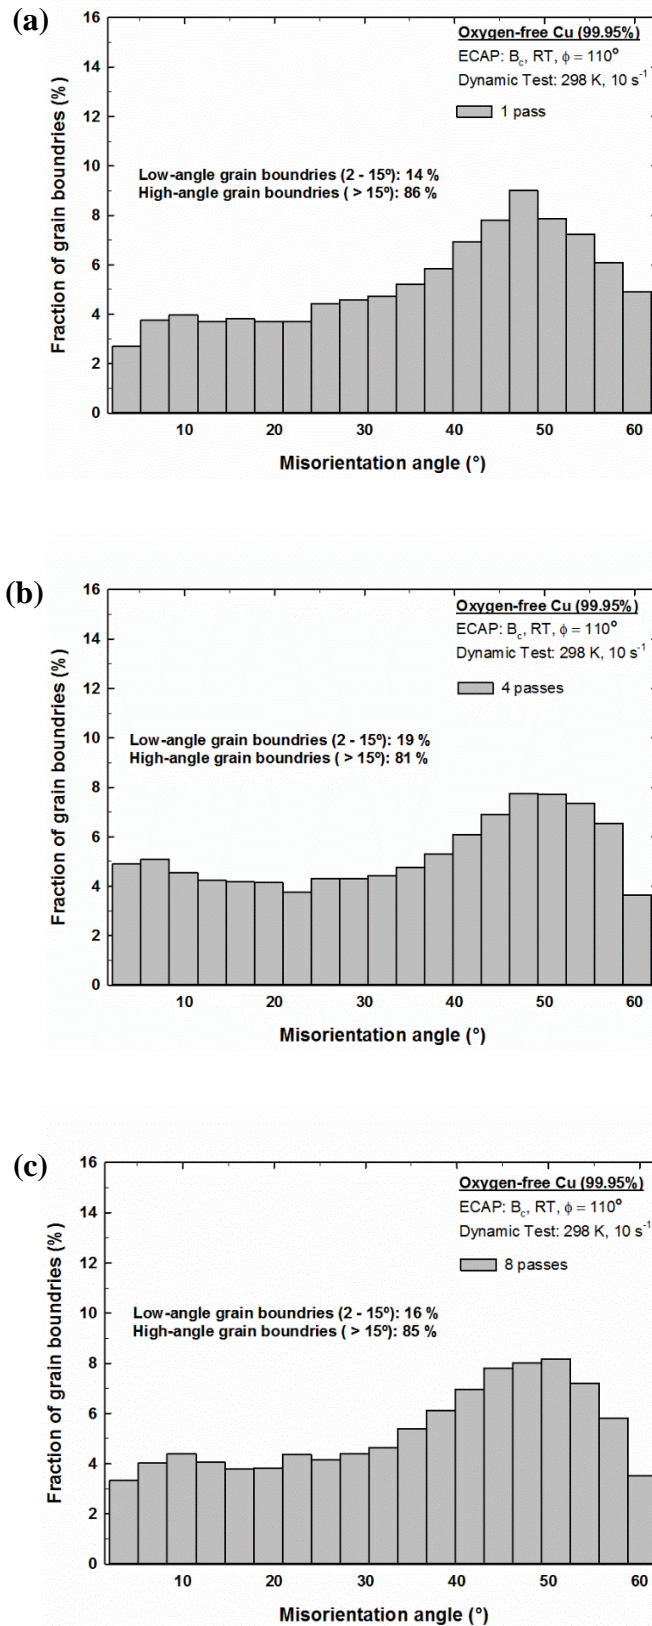 (a)
Oxygen-free Cu (99.95%)
ECAP: Bc, RT, ϕ = 110°
Dynamic Test: 298 K, 10 s-1
1 pass
Low-angle grain boundries (2 - 15º): 14 %
High-angle grain boundries ( > 15º): 86 %
Fraction of grain boundries (%)
16
14
12
10
8
6
4
2
0
10 20 30 40 50 60
Misorientation angle (°)
(b)
Oxygen-free Cu (99.95%)
ECAP: Bc, RT, ϕ = 110°
Dynamic Test: 298 K, 10 s-1
4 passes
Low-angle grain boundries (2 - 15º): 19 %
High-angle grain boundries ( > 15º): 81 %
Fraction of grain boundries (%)
16
14
12
10
8
6
4
2
0
10 20 30 40 50 60
Misorientation angle (°)
(c)
Oxygen-free Cu (99.95%)
ECAP: Bc, RT, ϕ = 110°
Dynamic Test: 298 K, 10 s-1
8 passes
Low-angle grain boundries (2 - 15º): 16 %
High-angle grain boundries ( > 15º): 85 %
Fraction of grain boundries (%)
16
14
12
10
8
6
4
2
0
10 20 30 40 50 60
Misorientation angle (°)